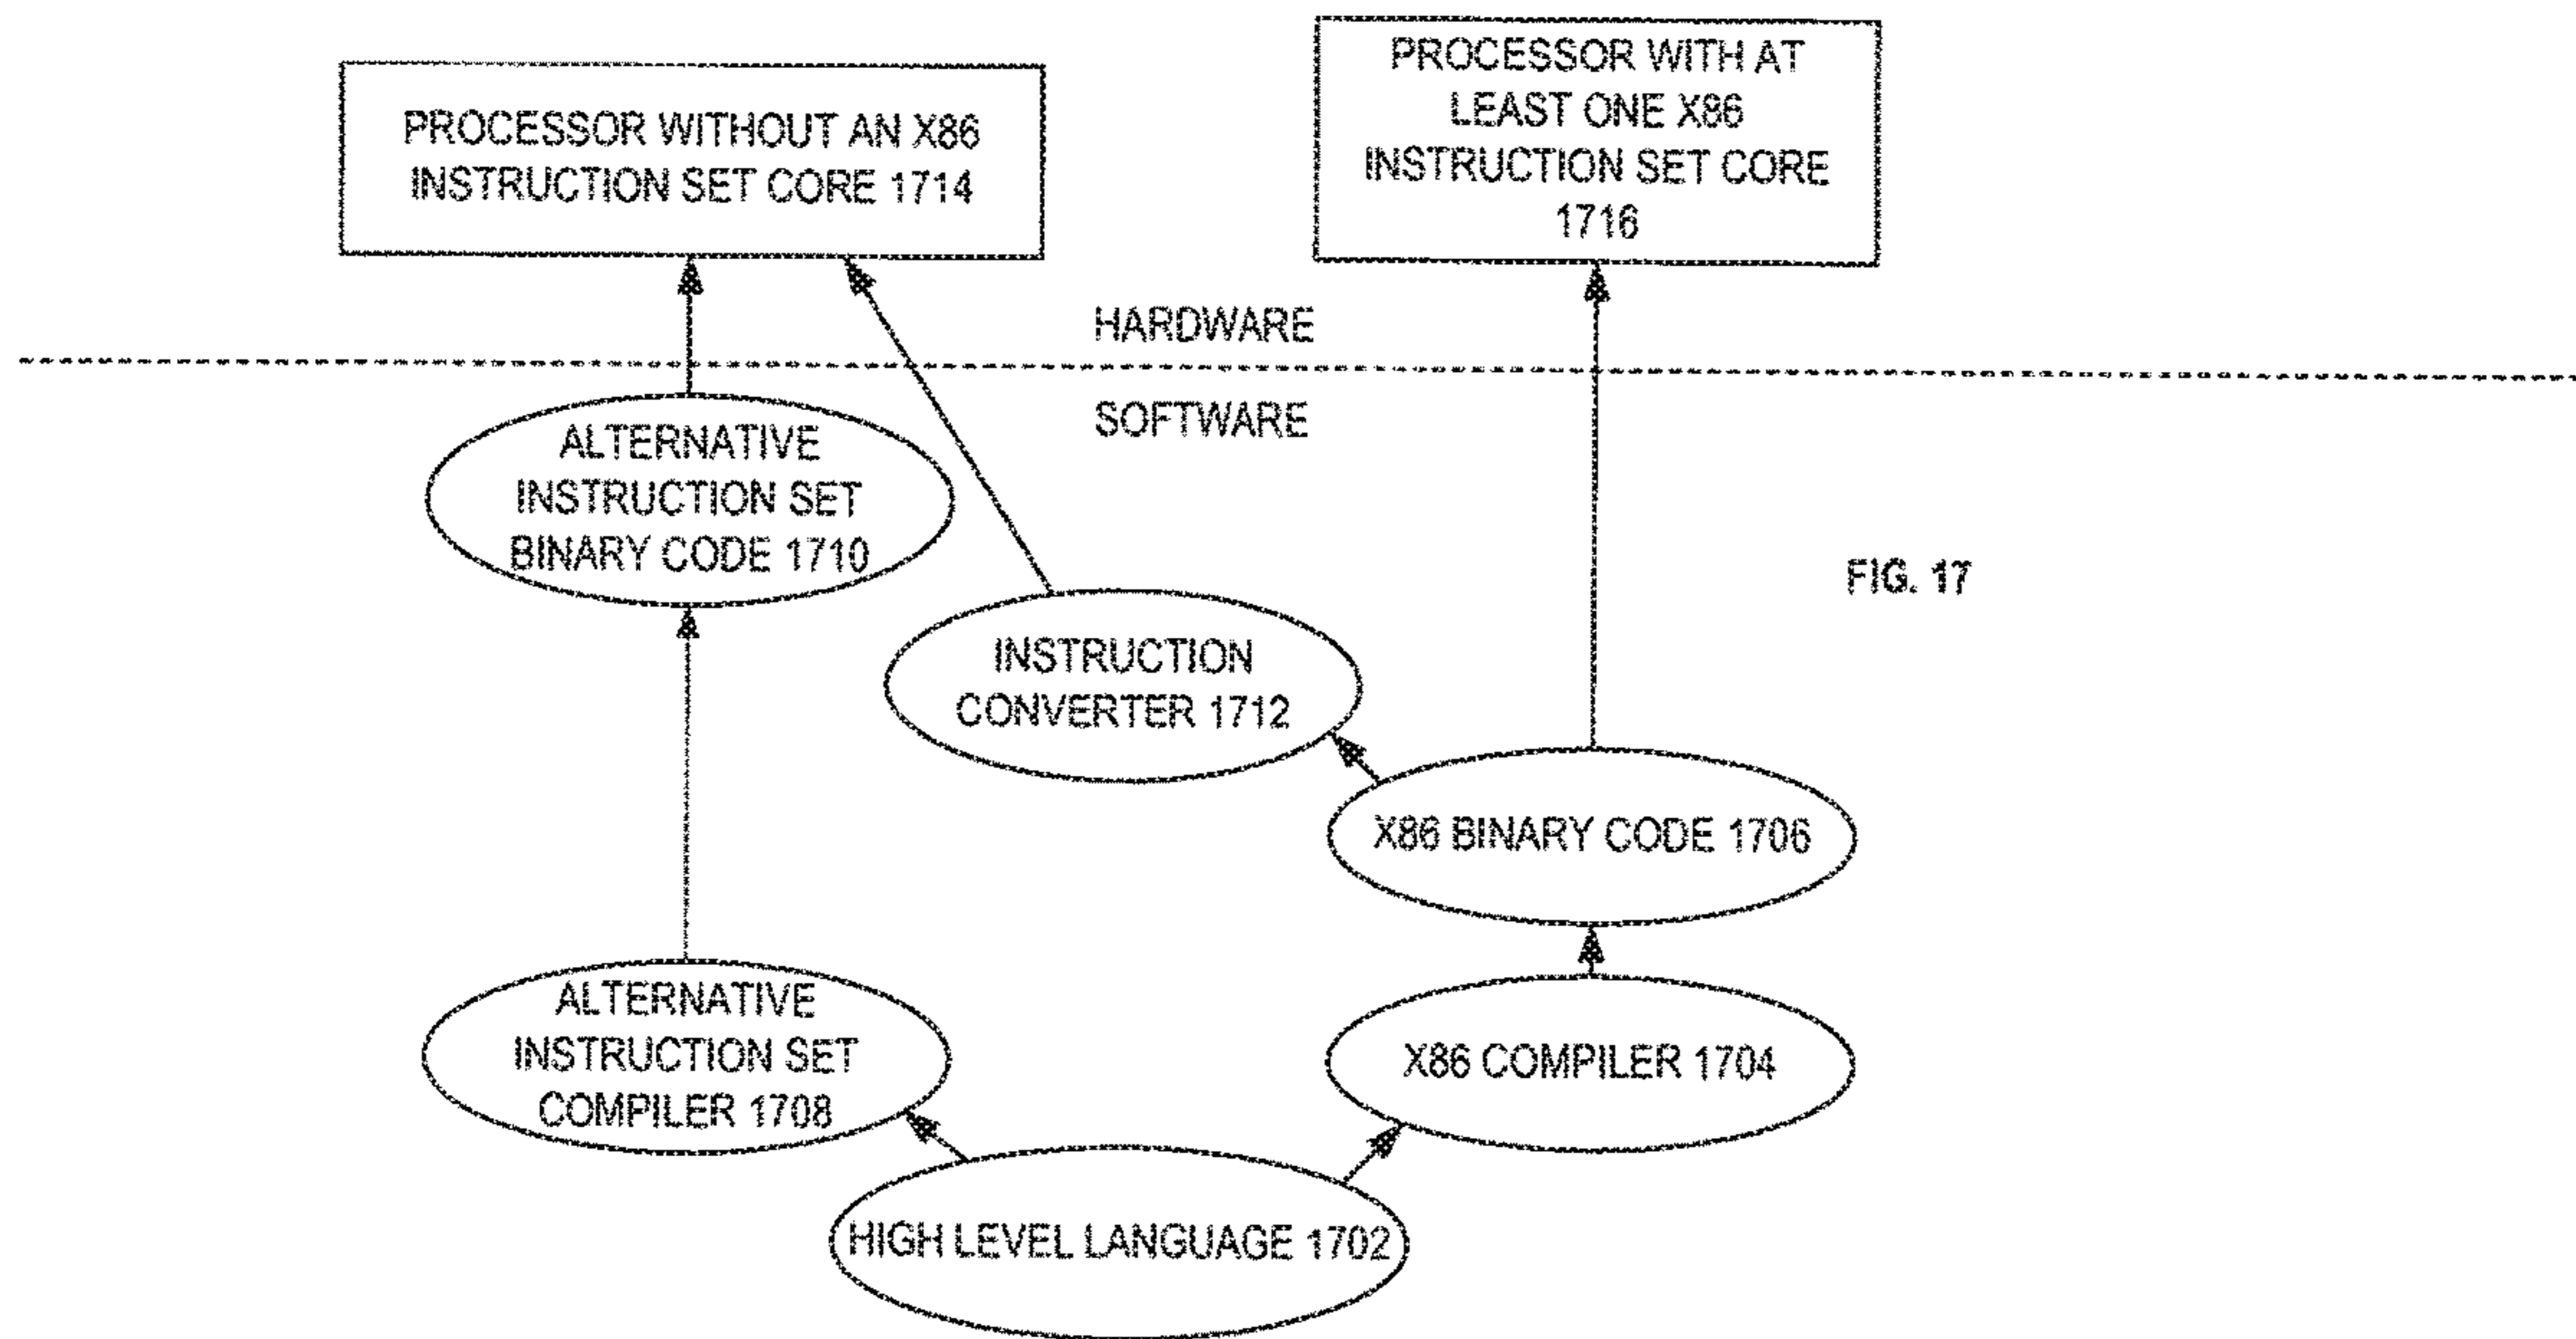 PROCESSOR WITHOUT AN X86
INSTRUCTION SET CORE 1714
PROCESSOR WITH AT
LEAST ONE X86
INSTRUCTION SET CORE
1716
HARDWARE
SOFTWARE
ALTERNATIVE
INSTRUCTION SET
BINARY CODE 1710
FIG. 17
INSTRUCTION
CONVERTER 1712
X86 BINARY CODE 1706
ALTERNATIVE
INSTRUCTION SET
COMPILER 1708
X86 COMPILER 1704
HIGH LEVEL LANGUAGE 1702